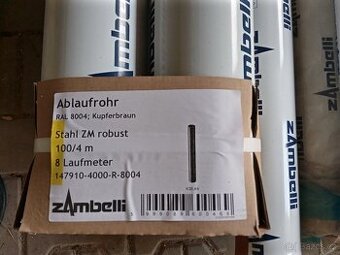 zambelli
zambelli
zambelli
Ablaufrohr
RAL 8004; Kupferbraun
Stahl ZM robust
100/4 m
8 Laufmeter
147910-4000-R-8004
zambelli